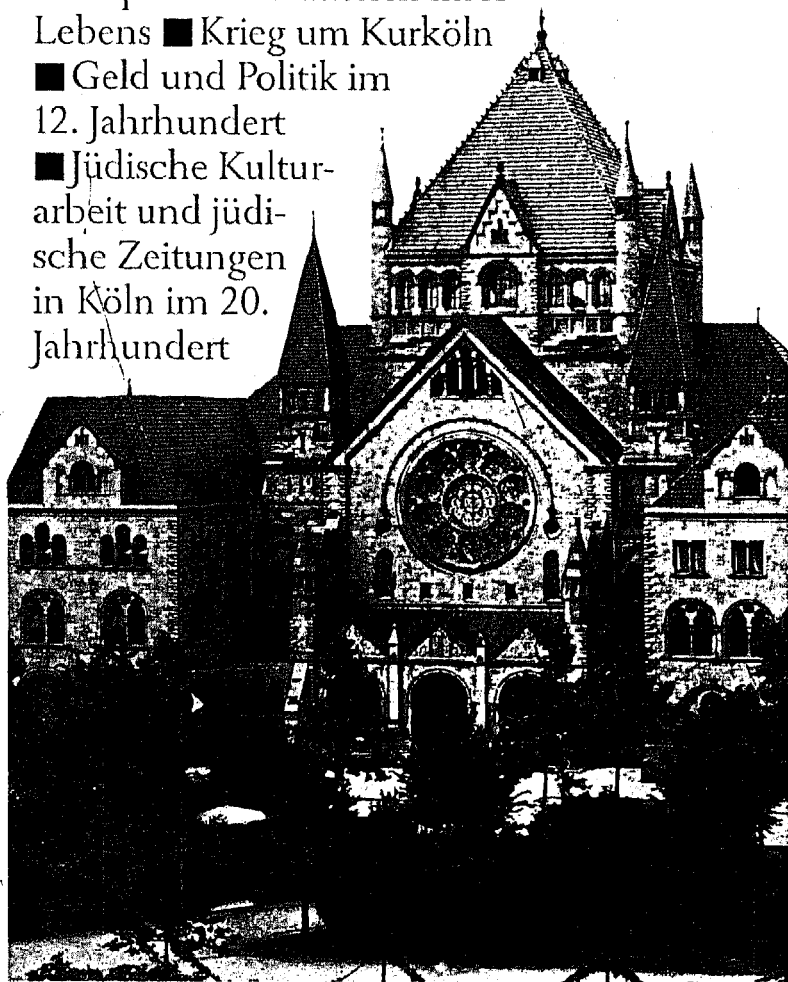 Lebens ■ Krieg um Kurköln
■ Geld und Politik im
12. Jahrhundert
■ Jüdische Kultur-
arbeit und jüdi-
sche Zeitungen
in Köln im 20.
Jahrhundert